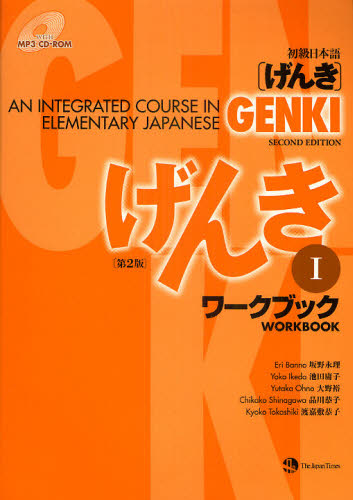 MP3 CD-ROM
初級日本語
[げんき]
AN INTEGRATED COURSE IN
ELEMENTARY JAPANESE
GENKI
SECOND EDITION
GEN
KI
げんき
[第2版]
I
ワークブック
WORKBOOK
Eri Banno 坂野永理
Yoko Ikeda 池田庸子
Yutaka Ohno 大野裕
Chikako Shinagawa 品川恭子
Kyoko Tokashiki 渡嘉敷恭子
The Japan Times